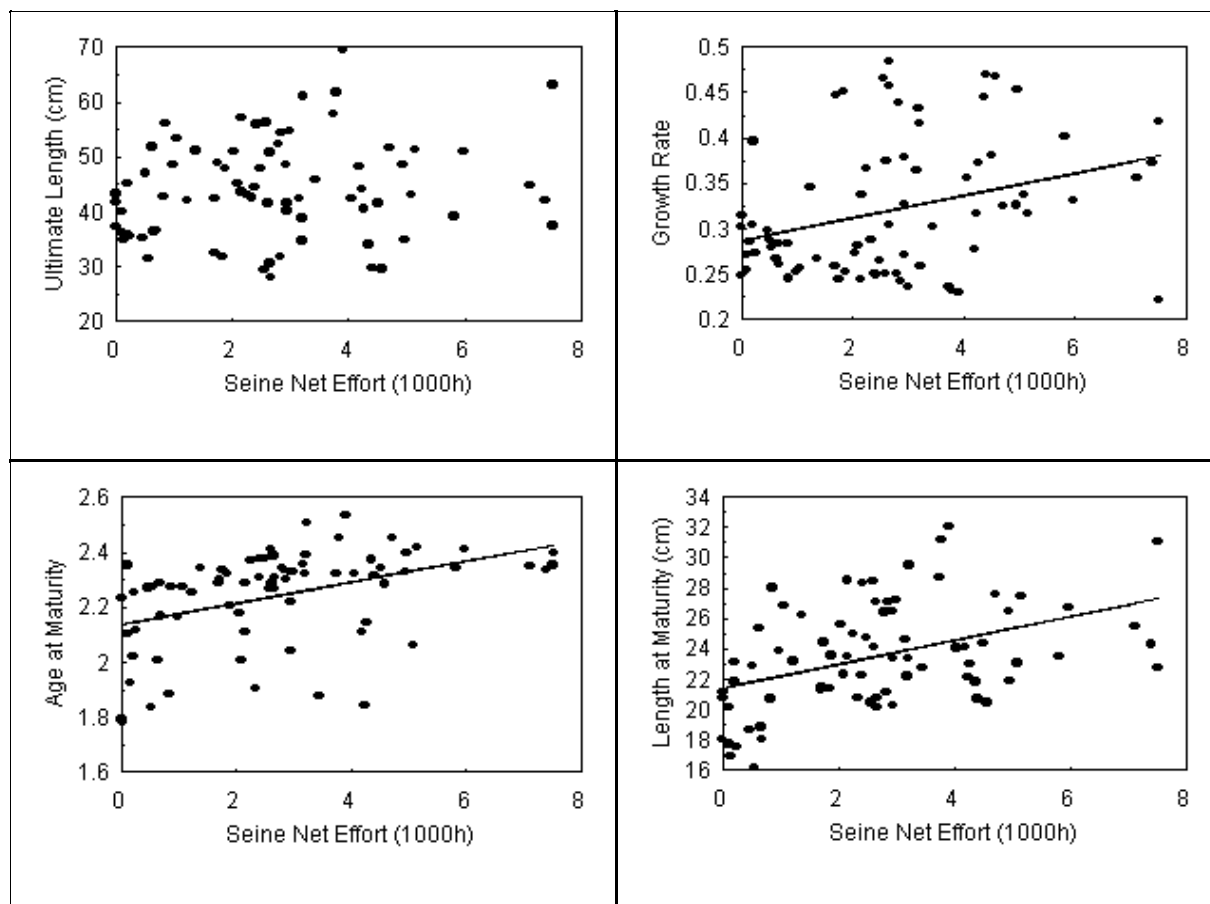 70
60
50
40
30
20
Ultimate Length (cm)
0 2 4 6 8
Seine Net Effort (1000h)
0.5
0.45
0.4
0.35
0.3
0.25
0.2
Growth Rate
0 2 4 6 8
Seine Net Effort (1000h)
2.6
2.4
2.2
2
1.8
1.6
Age at Maturity
0 2 4 6 8
Seine Net Effort (1000h)
34
32
30
28
26
24
22
20
18
16
Length at Maturity (cm)
0 2 4 6 8
Seine Net Effort (1000h)